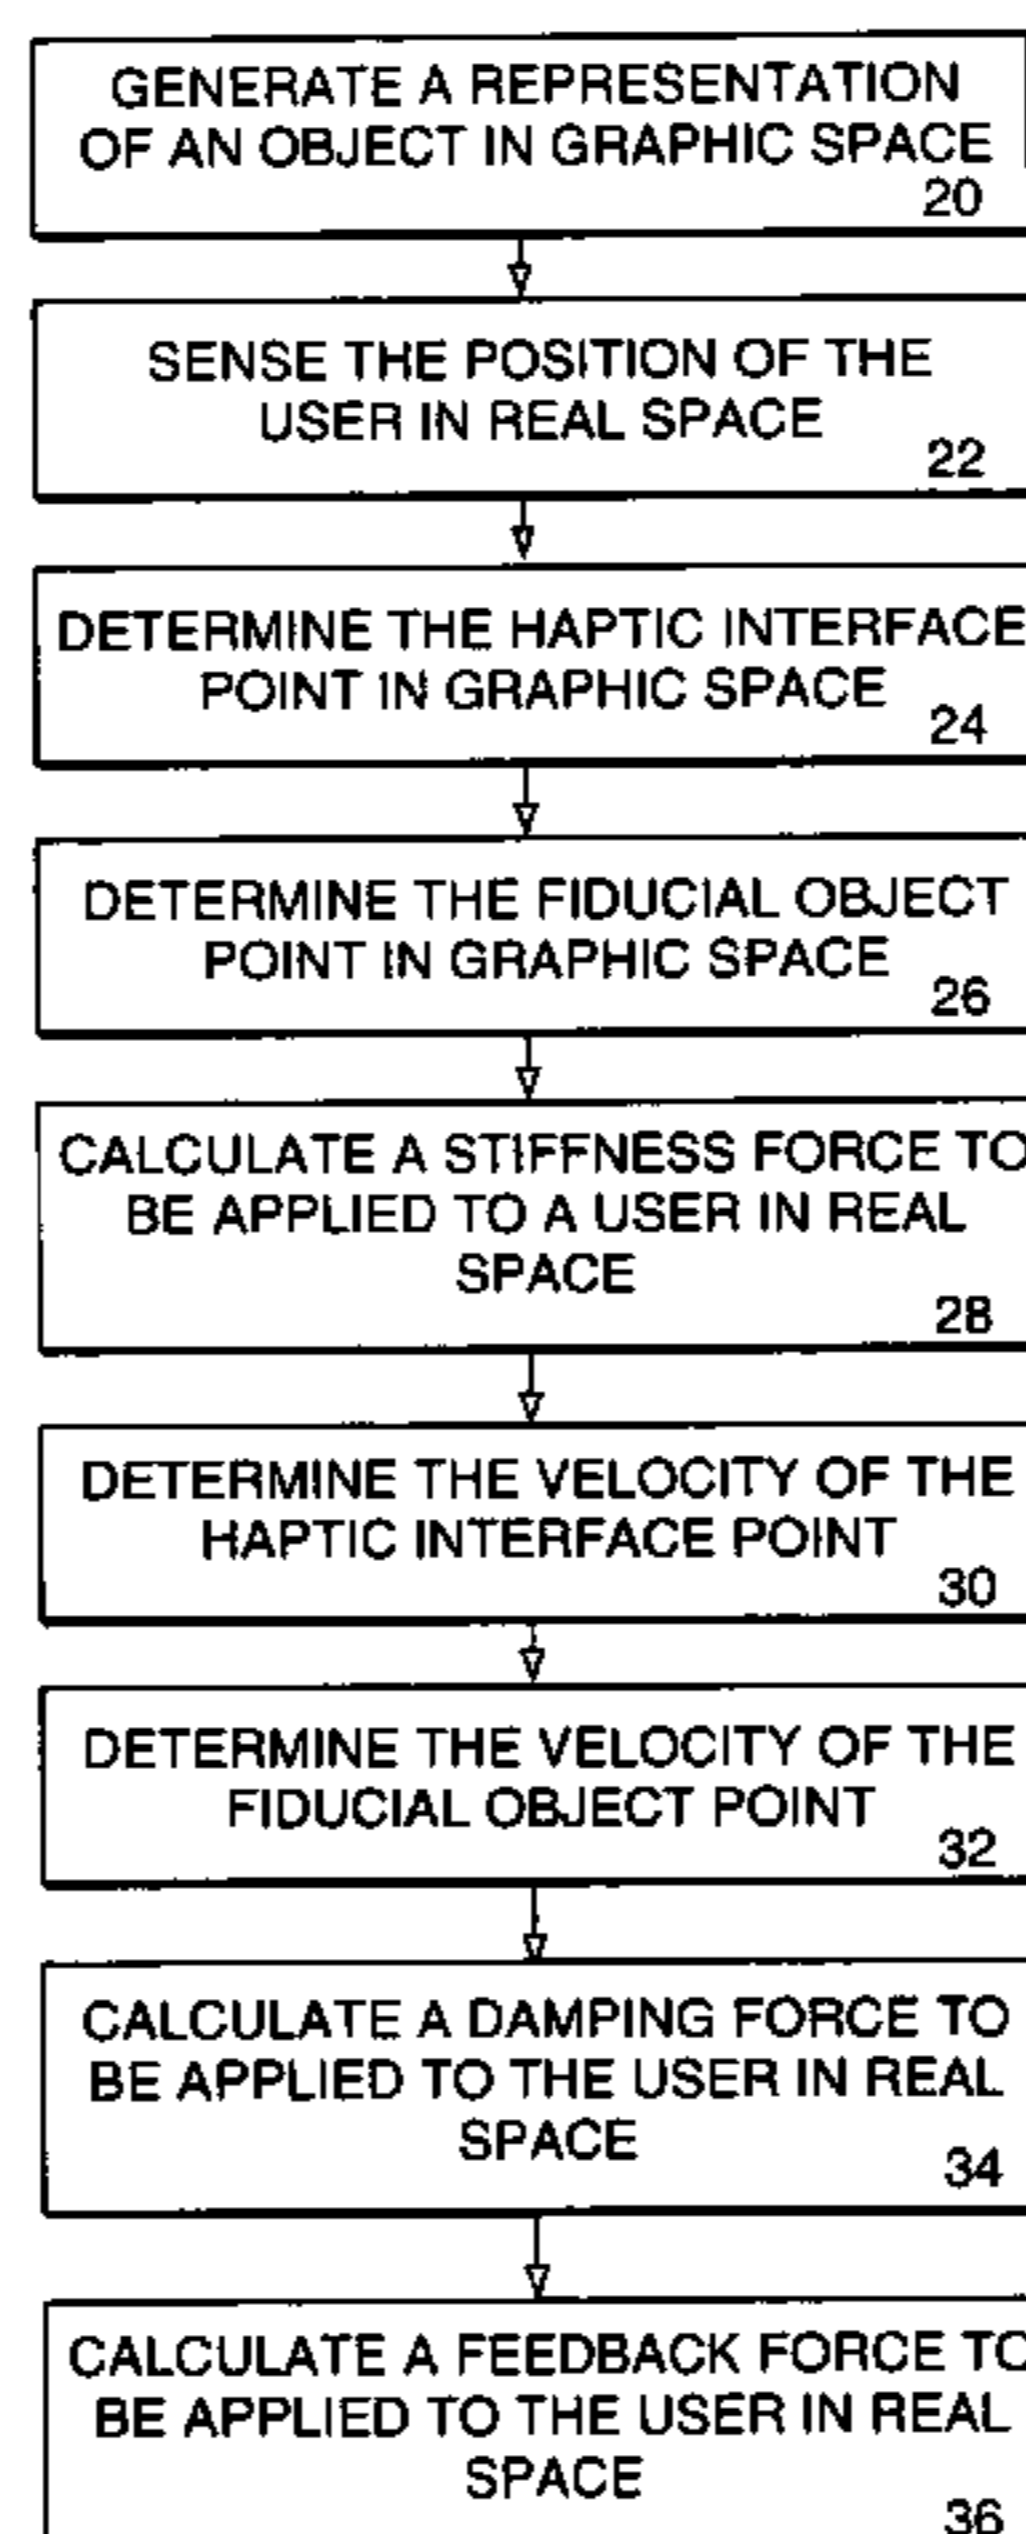 GENERATE A REPRESENTATION
OF AN OBJECT IN GRAPHIC SPACE
20
SENSE THE POSITION OF THE
USER IN REAL SPACE
22
DETERMINE THE HAPTIC INTERFACE
POINT IN GRAPHIC SPACE
24
DETERMINE THE FIDUCIAL OBJECT
POINT IN GRAPHIC SPACE
26
CALCULATE A STIFFNESS FORCE TO
BE APPLIED TO A USER IN REAL
SPACE
28
DETERMINE THE VELOCITY OF THE
HAPTIC INTERFACE POINT
30
DETERMINE THE VELOCITY OF THE
FIDUCIAL OBJECT POINT
32
CALCULATE A DAMPING FORCE TO
BE APPLIED TO THE USER IN REAL
SPACE
34
CALCULATE A FEEDBACK FORCE TO
BE APPLIED TO THE USER IN REAL
SPACE
36